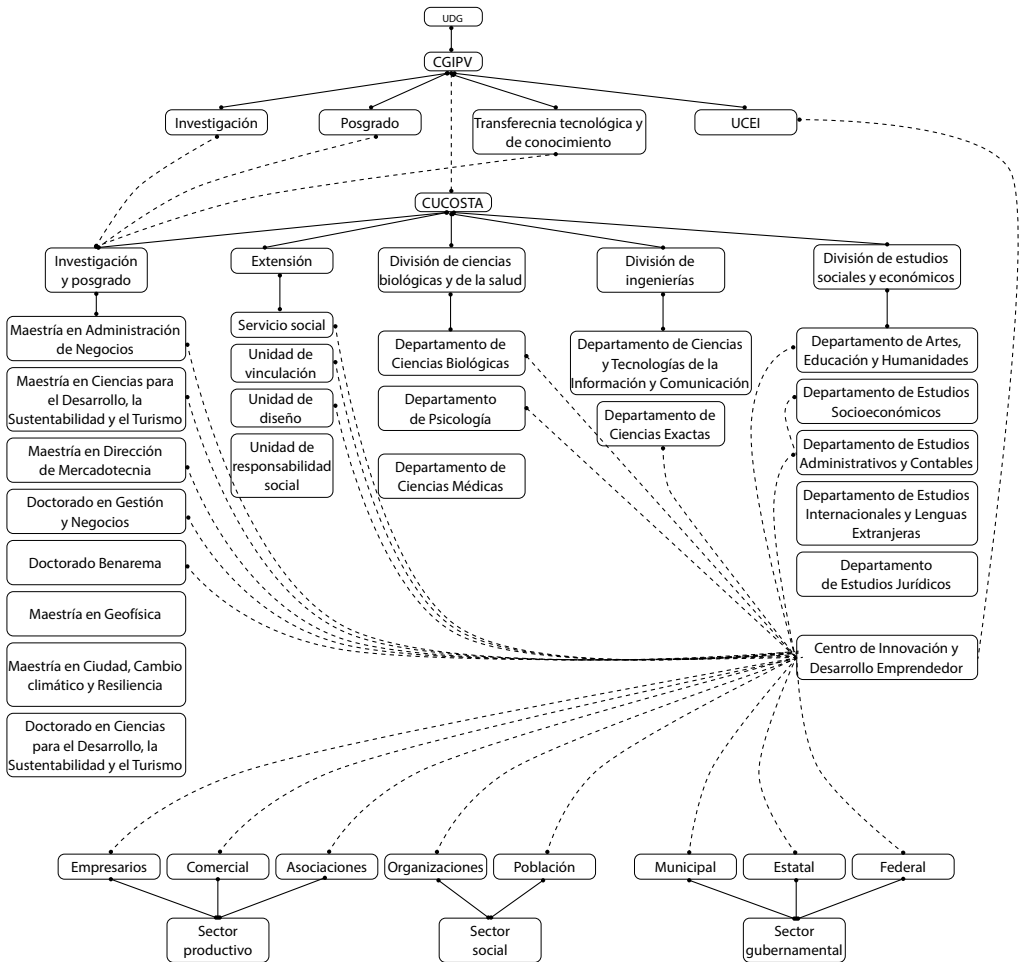 UDG
CGIPV
Investigación
Posgrado
Transferecnia tecnológica y
de conocimiento
UCEI
CUCOSTA
Investigación
y posgrado
Extensión
División de ciencias
biológicas y de la salud
División de
ingenierías
División de estudios
sociales y económicos
Maestría en Administración
de Negocios
Maestría en Ciencias para
el Desarrollo, la
Sustentabilidad y el Turismo
Maestría en Dirección
de Mercadotecnia
Doctorado en Gestión
y Negocios
Doctorado Benarema
Maestría en Geofísica
Maestría en Ciudad, Cambio
climático y Resiliencia
Doctorado en Ciencias
para el Desarrollo, la
Sustentabilidad y el Turismo
Servicio social
Unidad de
vinculación
Unidad de
diseño
Unidad de
responsabilidad
social
Departamento de
Ciencias Biológicas
Departamento
de Psicología
Departamento de
Ciencias Médicas
Departamento de Ciencias
y Tecnologías de la
Información y Comunicación
Departamento de
Ciencias Exactas
Departamento de Artes,
Educación y Humanidades
Departamento de Estudios
Socioeconómicos
Departamento de Estudios
Administrativos y Contables
Departamento de Estudios
Internacionales y Lenguas
Extranjeras
Departamento
de Estudios Jurídicos
Centro de Innovación y
Desarrollo Emprendedor
Empresarios
Comercial
Asociaciones
Organizaciones
Población
Municipal
Estatal
Federal
Sector
productivo
Sector
social
Sector
gubernamental